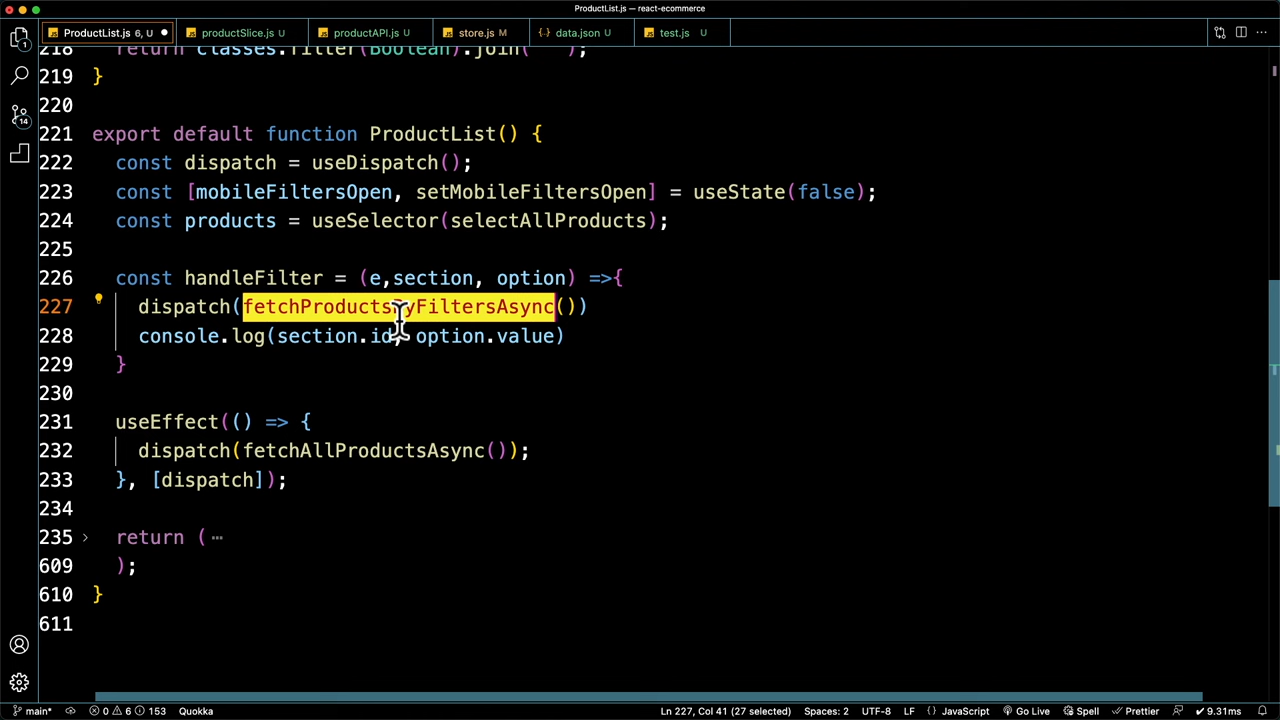 ProductList.js — react-ecommerce
ProductList.js 6, U
productSlice.js U
productAPI.js U
store.js M
data.json U
test.js U
218 return classes.filter(Boolean).join(" ");
219 }
220
221 export default function ProductList() {
222 const dispatch = useDispatch();
223 const [mobileFiltersOpen, setMobileFiltersOpen] = useState(false);
224 const products = useSelector(selectAllProducts);
225
226 const handleFilter = (e,section, option) =>{
227 dispatch(fetchProductsByFiltersAsync())
228 console.log(section.id, option.value)
229 }
230
231 useEffect(() => {
232 dispatch(fetchAllProductsAsync());
233 }, [dispatch]);
234
235 return ( ⋯
609 );
610 }
611
1
14
main* 0 6 153 Quokka Ln 227, Col 41 (27 selected) Spaces: 2 UTF-8 LF {} JavaScript Go Live Spell Prettier 9.31ms